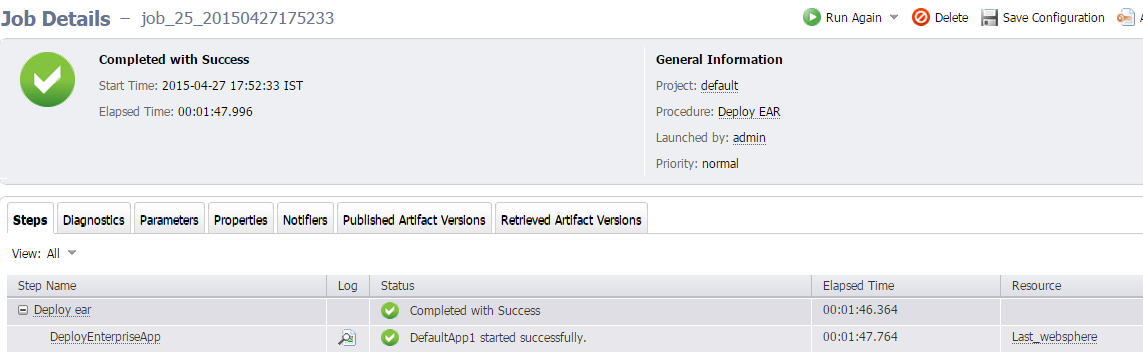 Job Details – job_25_20150427175233 Run Again Delete Save Configuration
Completed with Success
Start Time: 2015-04-27 17:52:33 IST
Elapsed Time: 00:01:47.996
General Information
Project: default
Procedure: Deploy EAR
Launched by: admin
Priority: normal
Steps Diagnostics Parameters Properties Notifiers Published Artifact Versions Retrieved Artifact Versions
View: All
Step Name Log Status Elapsed Time Resource
Deploy ear Completed with Success 00:01:46.364
DeployEnterpriseApp DefaultApp1 started successfully. 00:01:47.764 Last_websphere